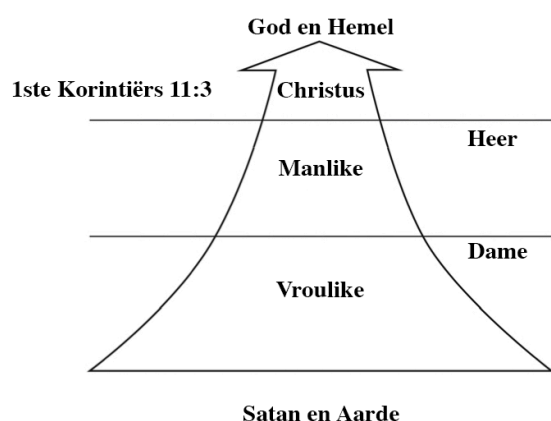 God en Hemel
1ste Korintiërs 11:3
Christus
Heer
Manlike
Dame
Vroulike
Satan en Aarde